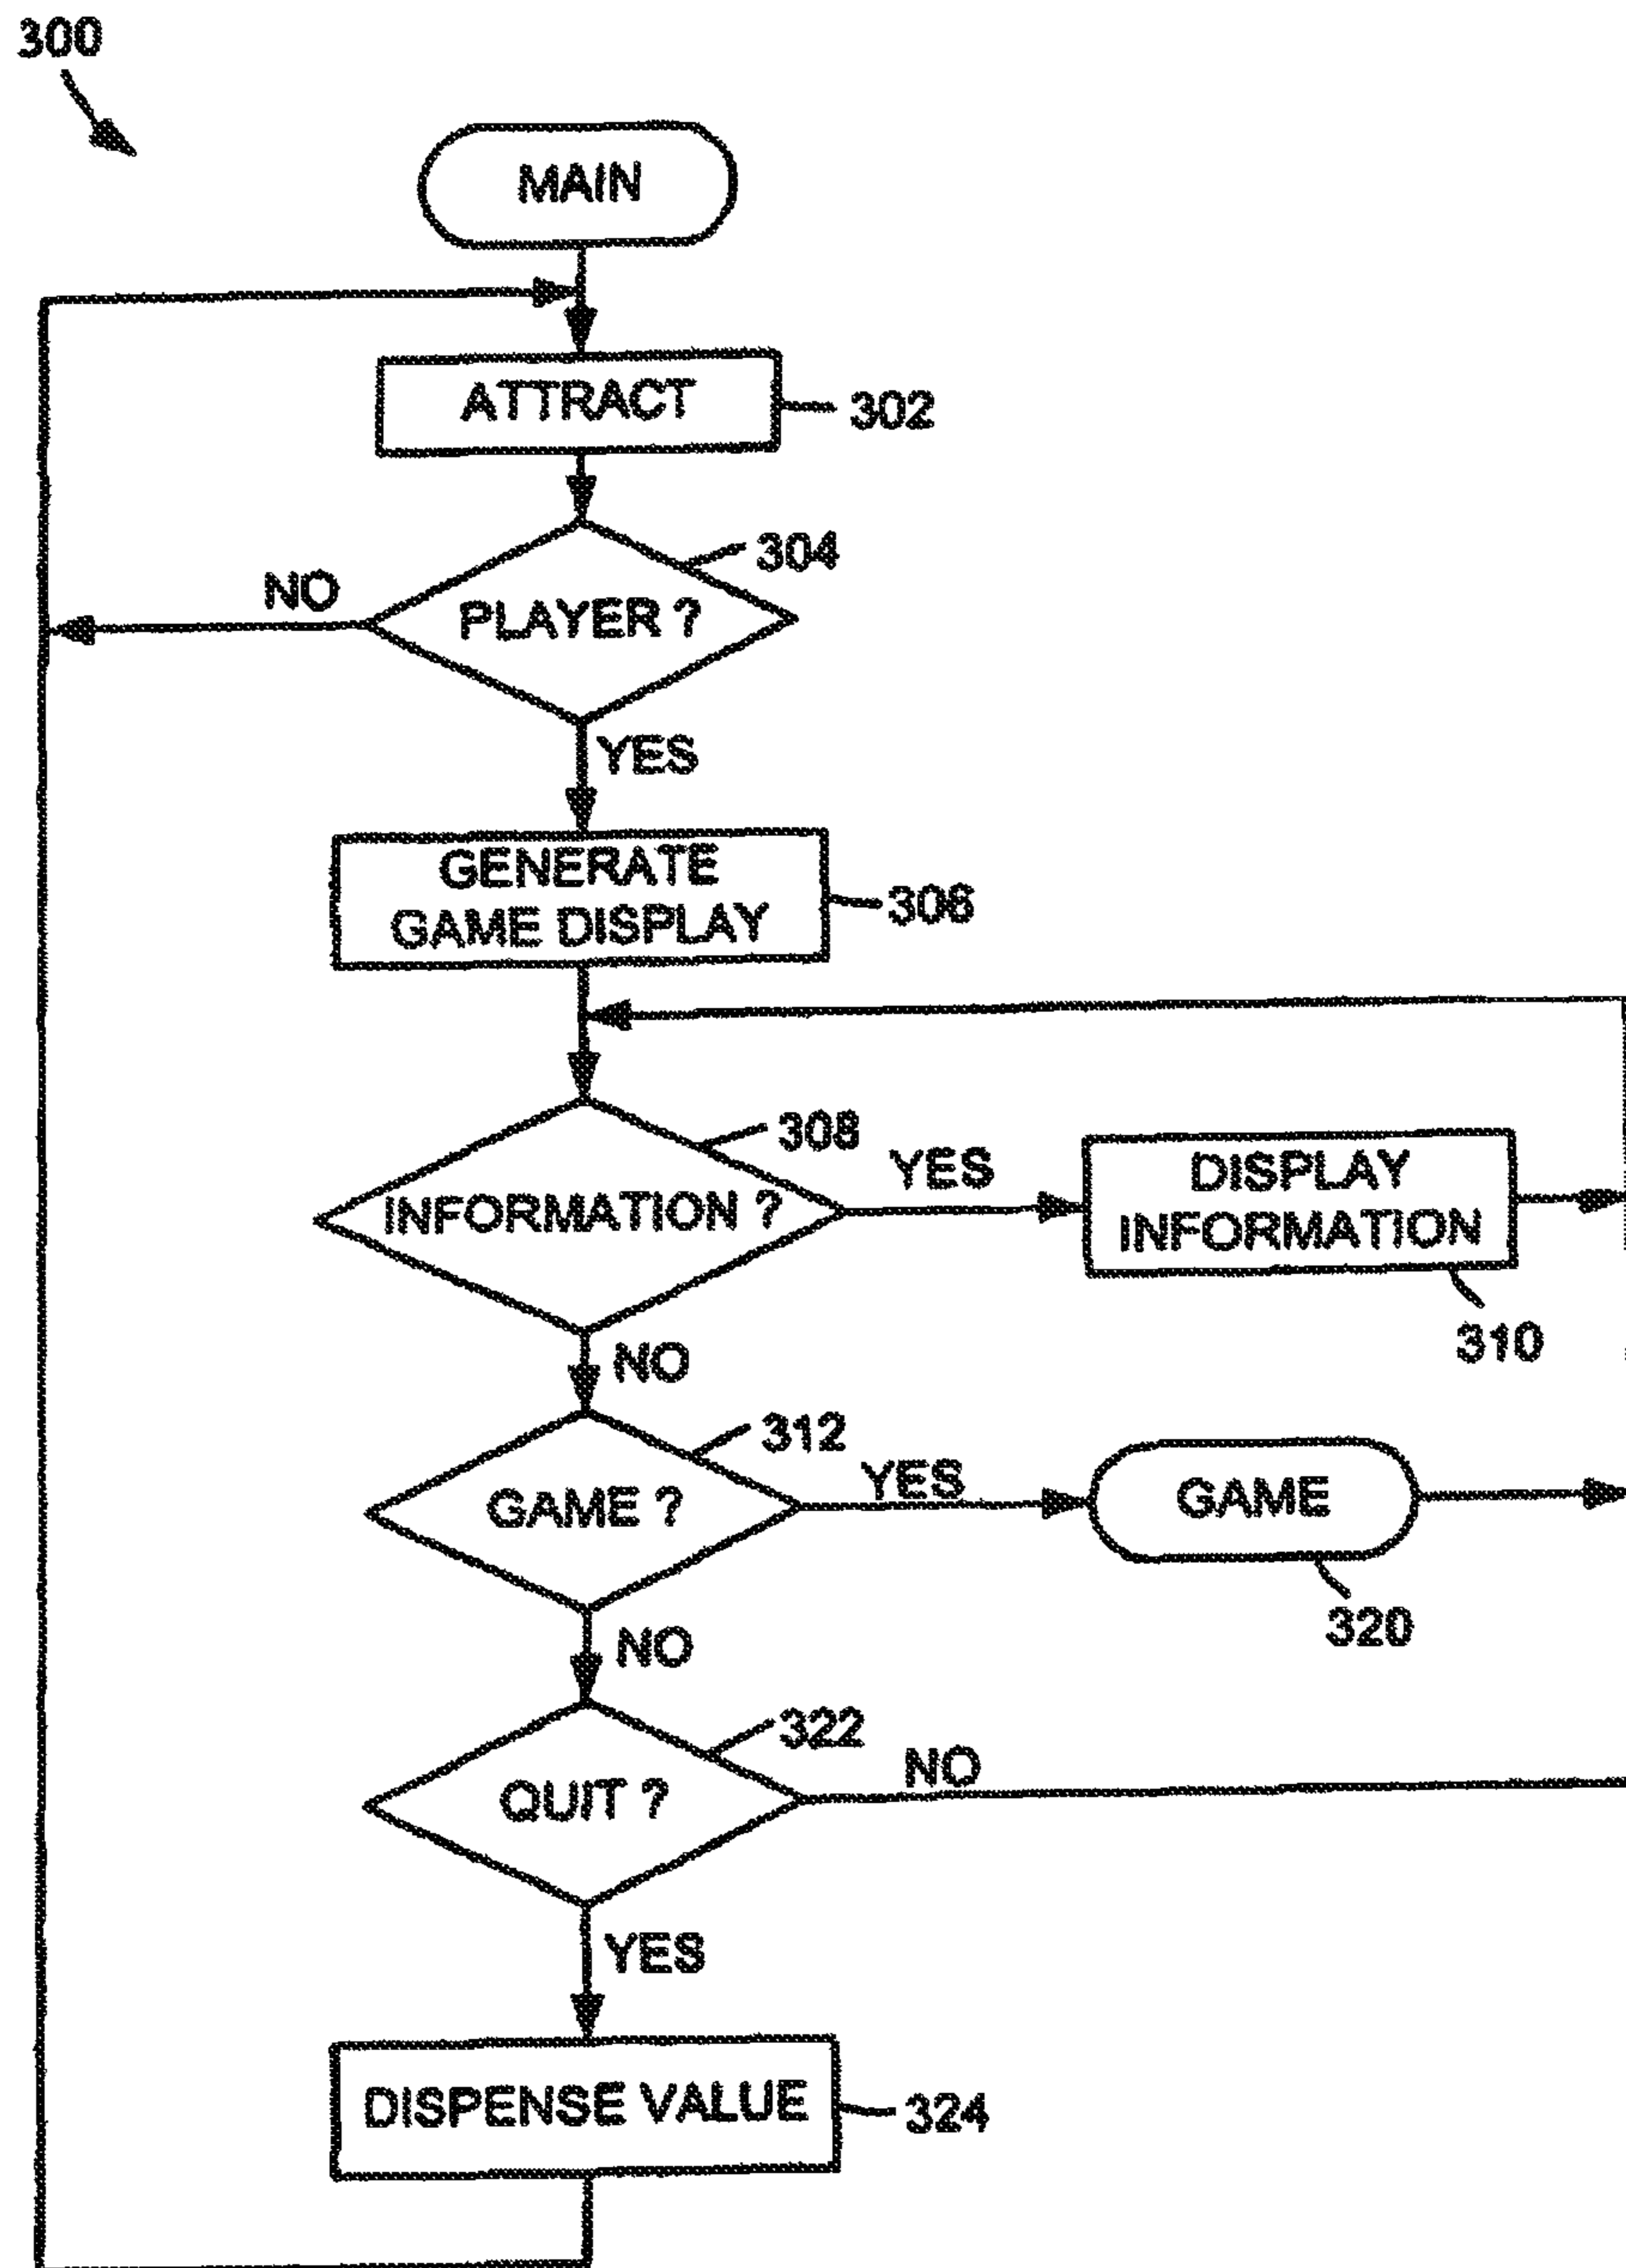 300
MAIN
ATTRACT
302
304
NO
PLAYER ?
YES
GENERATE
GAME DISPLAY
306
308
INFORMATION ?
YES
DISPLAY
INFORMATION
310
NO
312
GAME ?
YES
GAME
320
NO
322
QUIT ?
NO
YES
DISPENSE VALUE
324